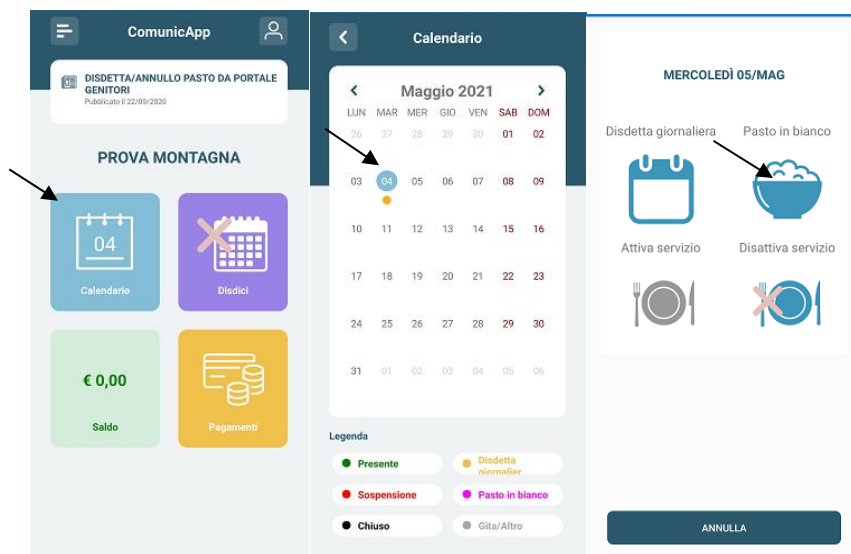 ComunicApp
DISDETTA/ANNULLO PASTO DA PORTALE
GENITORI
Pubblicato il 22/09/2020
PROVA MONTAGNA
04
Calendario
Disdici
€ 0,00
Saldo
Pagamenti
Calendario
Maggio 2021
LUN MAR MER GIO VEN SAB DOM
26 27 28 29 30 01 02
03 04 05 06 07 08 09
10 11 12 13 14 15 16
17 18 19 20 21 22 23
24 25 26 27 28 29 30
31 01 02 03 04 05 06
Legenda
Presente
Disdetta
giornalier
Sospensione
Pasto in bianco
Chiuso
Gita/Altro
MERCOLEDÌ 05/MAG
Disdetta giornaliera
Pasto in bianco
Attiva servizio
Disattiva servizio
ANNULLA